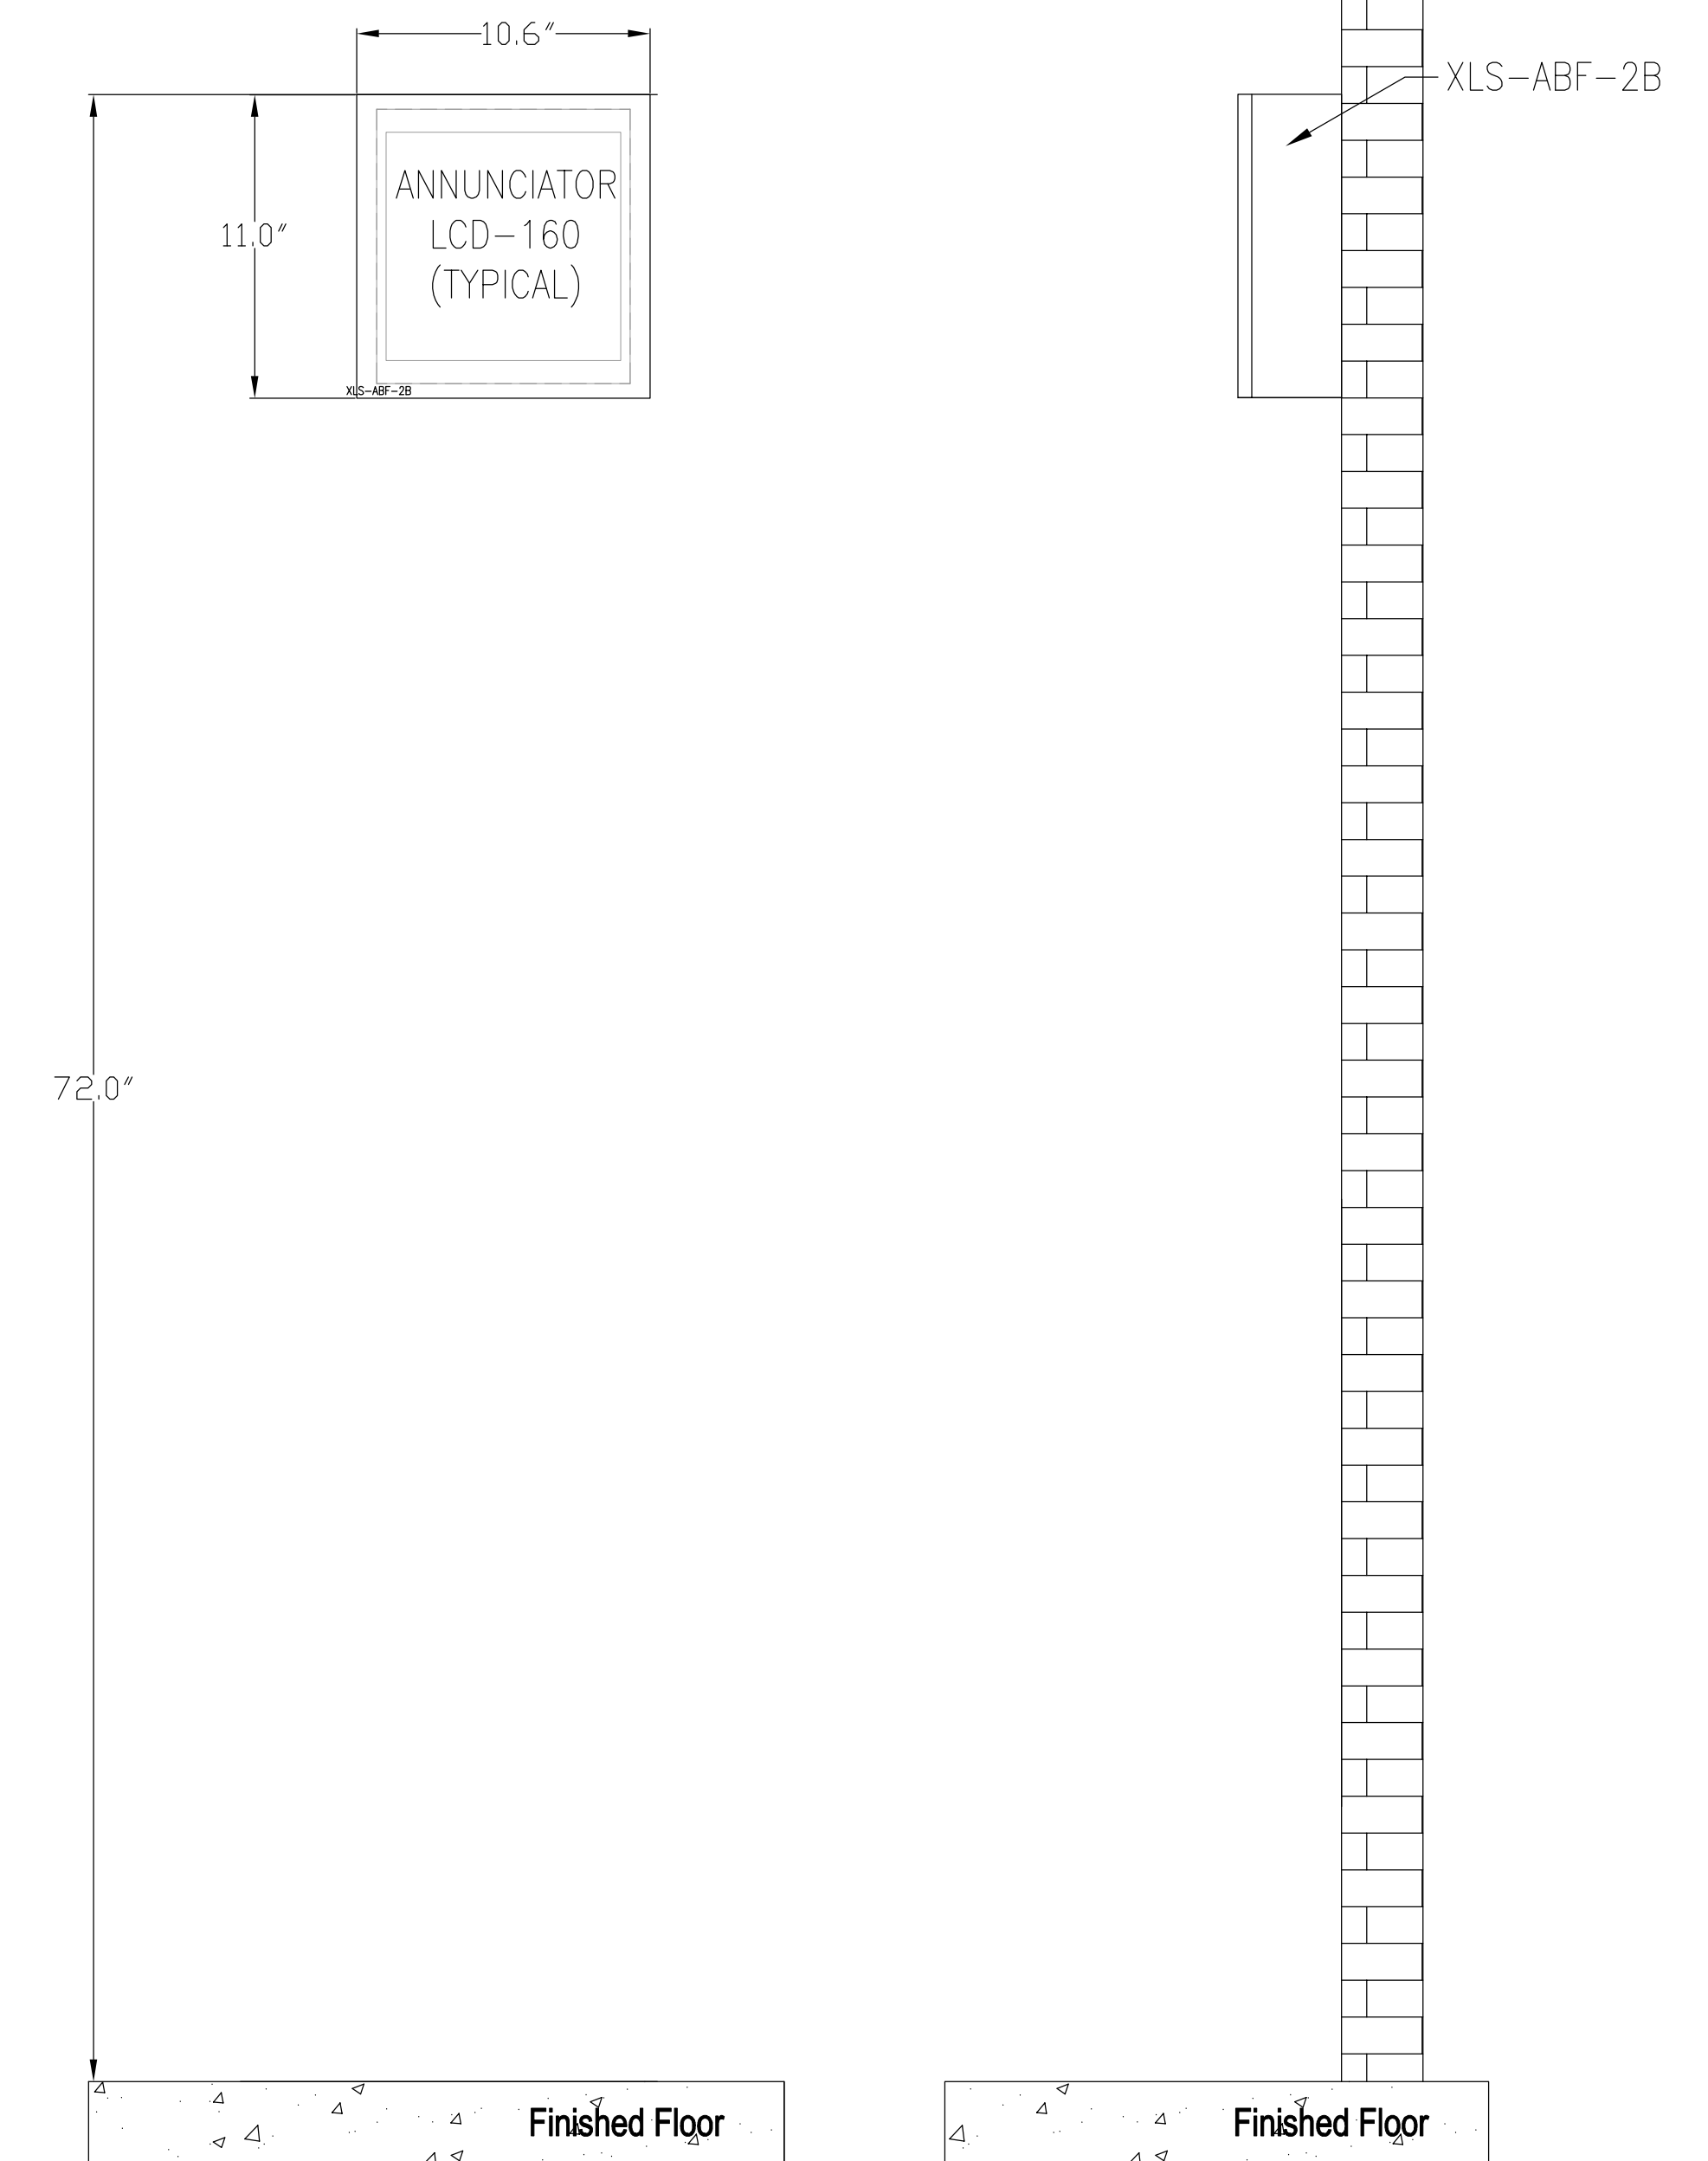 10.6"
XLS-ABF-2B
ANNUNCIATOR
LCD-160
(TYPICAL)
11.0"
XLS-ABF-2B
72.0"
Finished Floor
Finished Floor